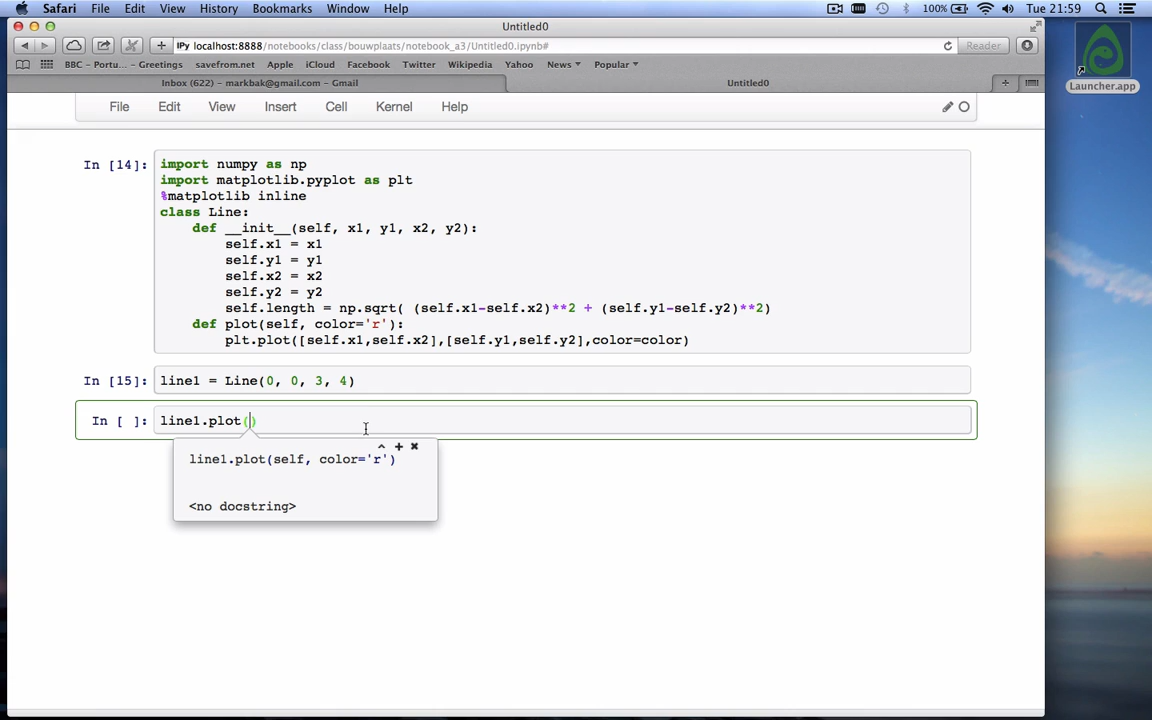 Safari File Edit View History Bookmarks Window Help 100% Tue 21:59
Untitled0
IPy localhost:8888/notebooks/class/bouwplaats/notebook_a3/Untitled0.ipynb# Reader
BBC – Portu... – Greetings savefrom.net Apple iCloud Facebook Twitter Wikipedia Yahoo News Popular
Inbox (622) – markbak@gmail.com – Gmail Untitled0
Launcher.app
File Edit View Insert Cell Kernel Help
In [14]: import numpy as np
import matplotlib.pyplot as plt
%matplotlib inline
class Line:
    def __init__(self, x1, y1, x2, y2):
        self.x1 = x1
        self.y1 = y1
        self.x2 = x2
        self.y2 = y2
        self.length = np.sqrt( (self.x1-self.x2)**2 + (self.y1-self.y2)**2)
    def plot(self, color='r'):
        plt.plot([self.x1,self.x2],[self.y1,self.y2],color=color)
In [15]: line1 = Line(0, 0, 3, 4)
In [ ]: line1.plot()
line1.plot(self, color='r')
<no docstring>